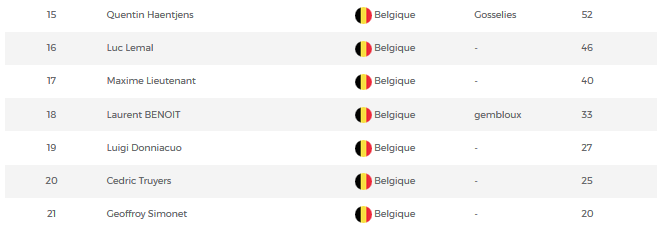 15 Quentin Haentjens Belgique Gosselies 52
16 Luc Lemal Belgique - 46
17 Maxime Lieutenant Belgique - 40
18 Laurent BENOIT Belgique gembloux 33
19 Luigi Donniacuo Belgique - 27
20 Cedric Truyers Belgique - 25
21 Geoffroy Simonet Belgique - 20